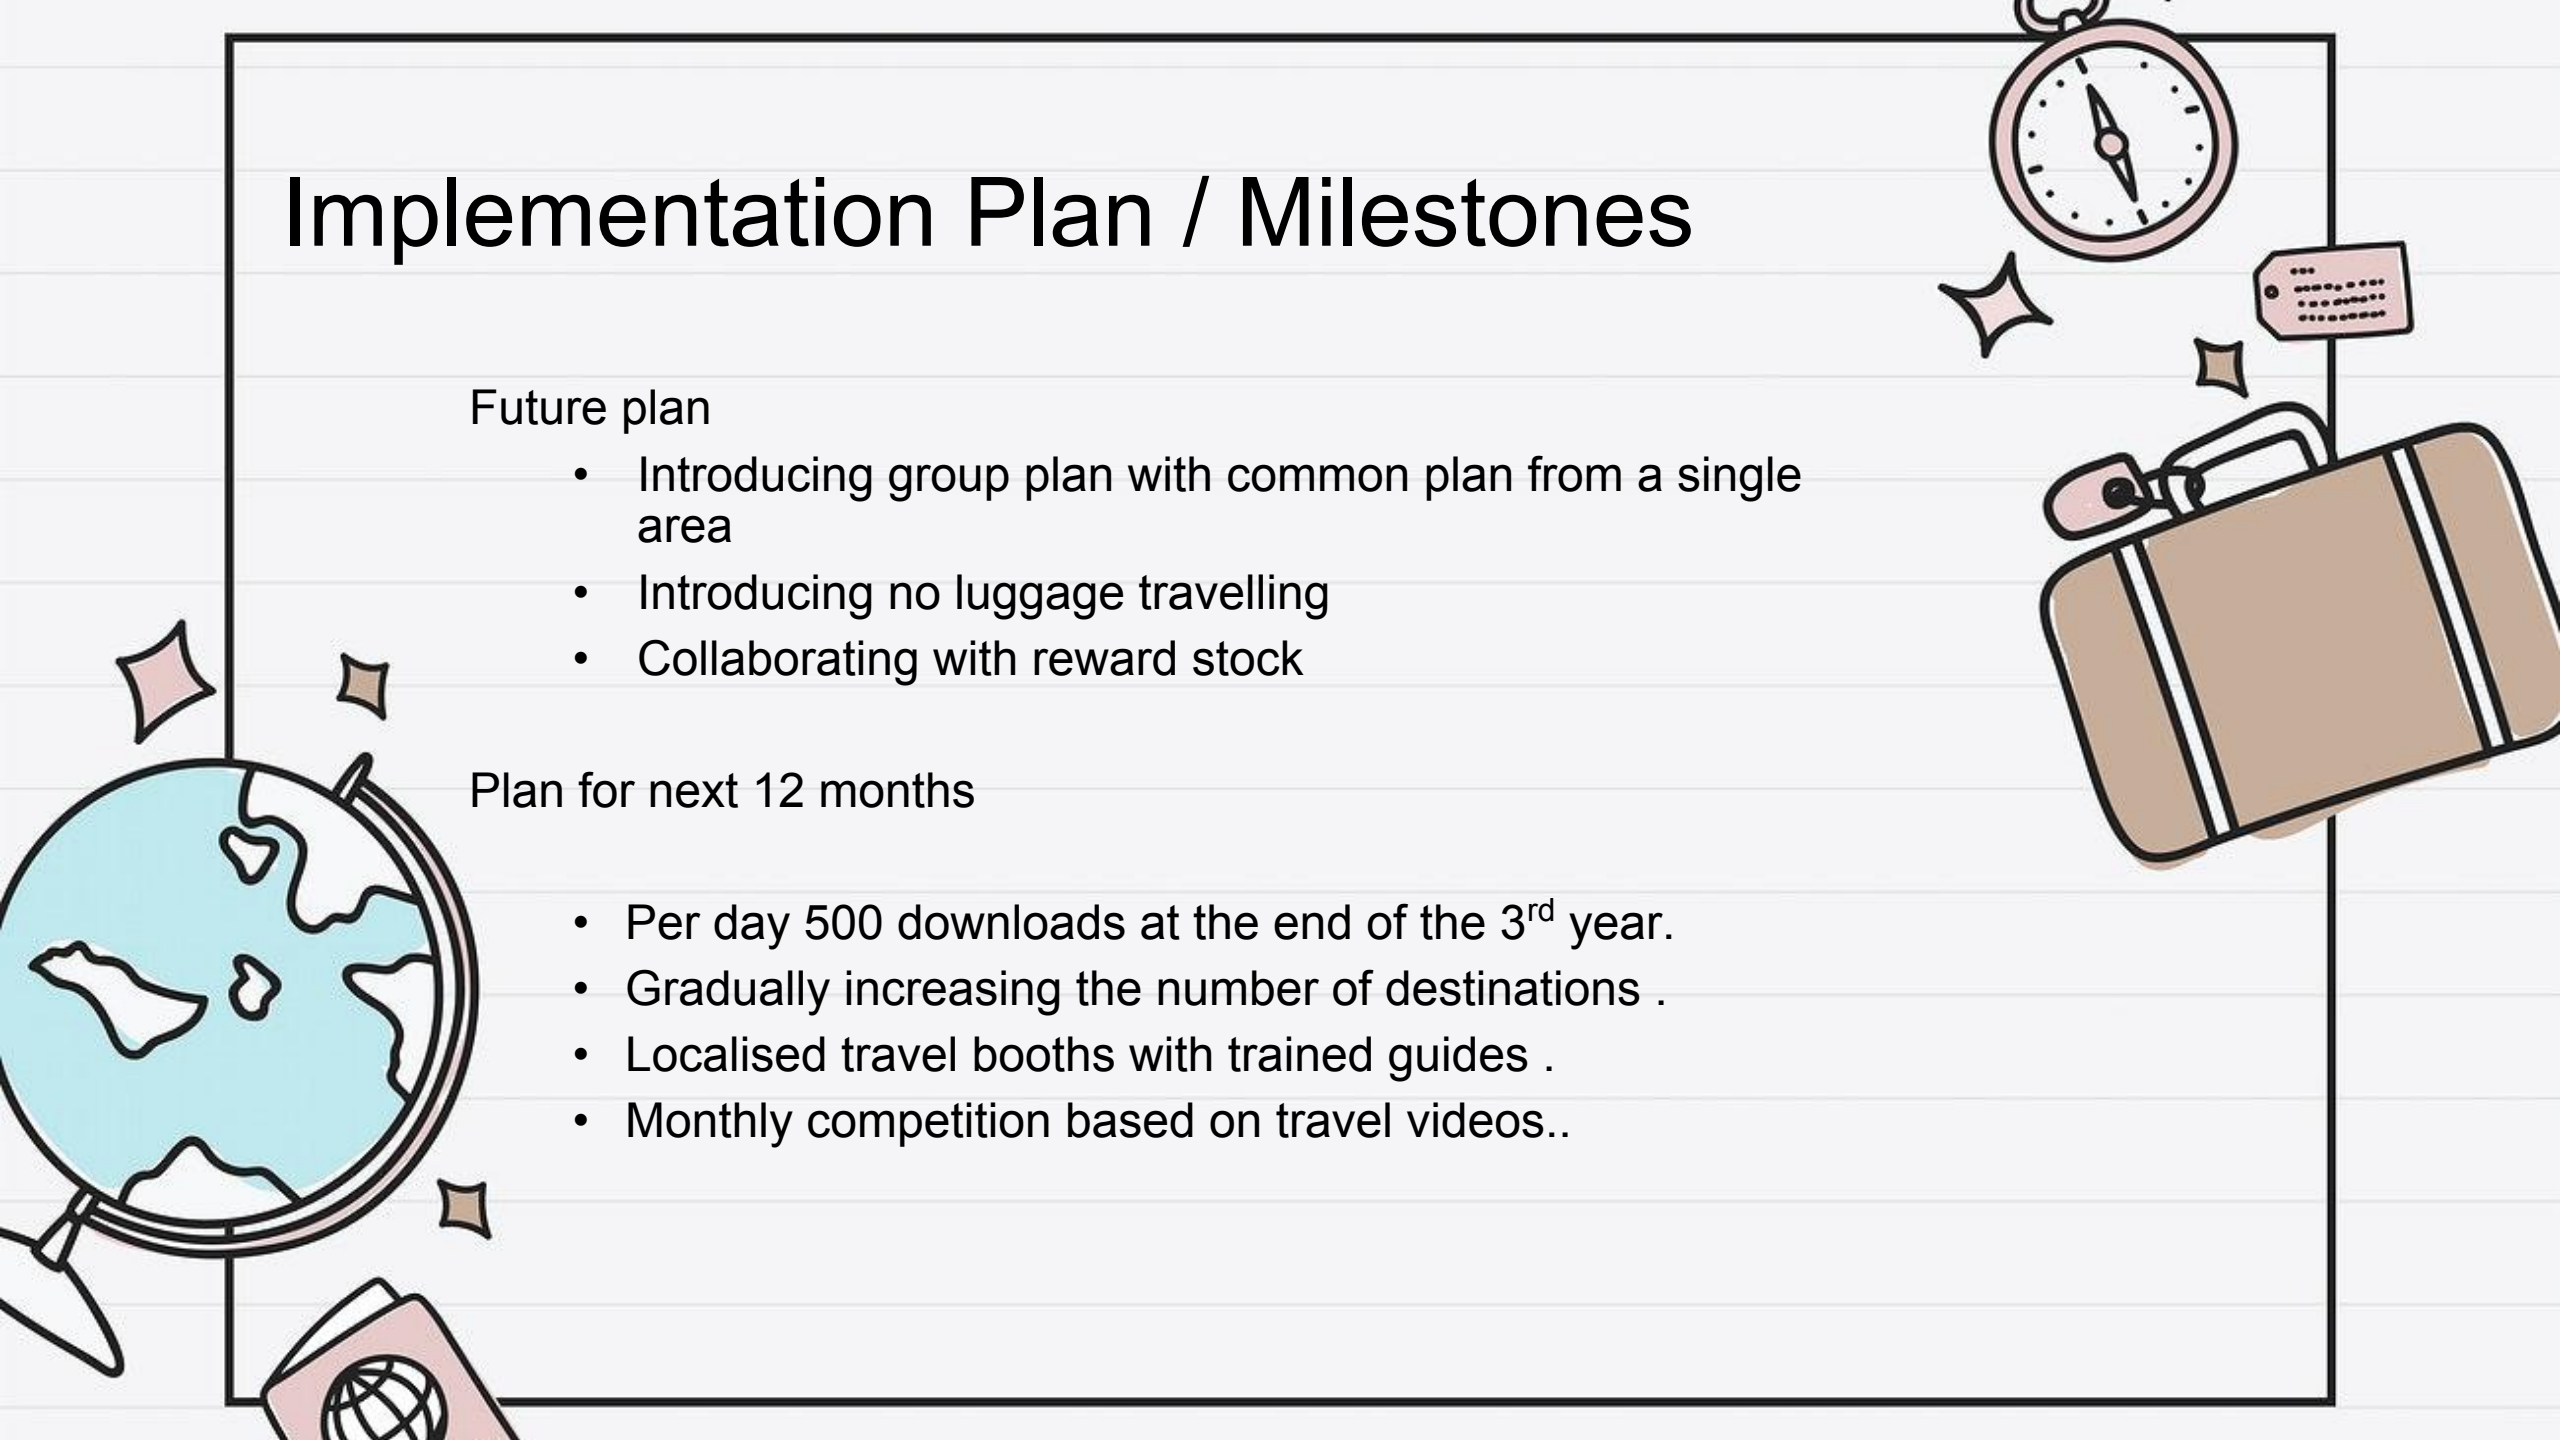 Implementation Plan / Milestones
Future plan
• Introducing group plan with common plan from a single
area
• Introducing no luggage travelling
• Collaborating with reward stock
Plan for next 12 months
• Per day 500 downloads at the end of the 3rd year.
• Gradually increasing the number of destinations .
• Localised travel booths with trained guides .
• Monthly competition based on travel videos..